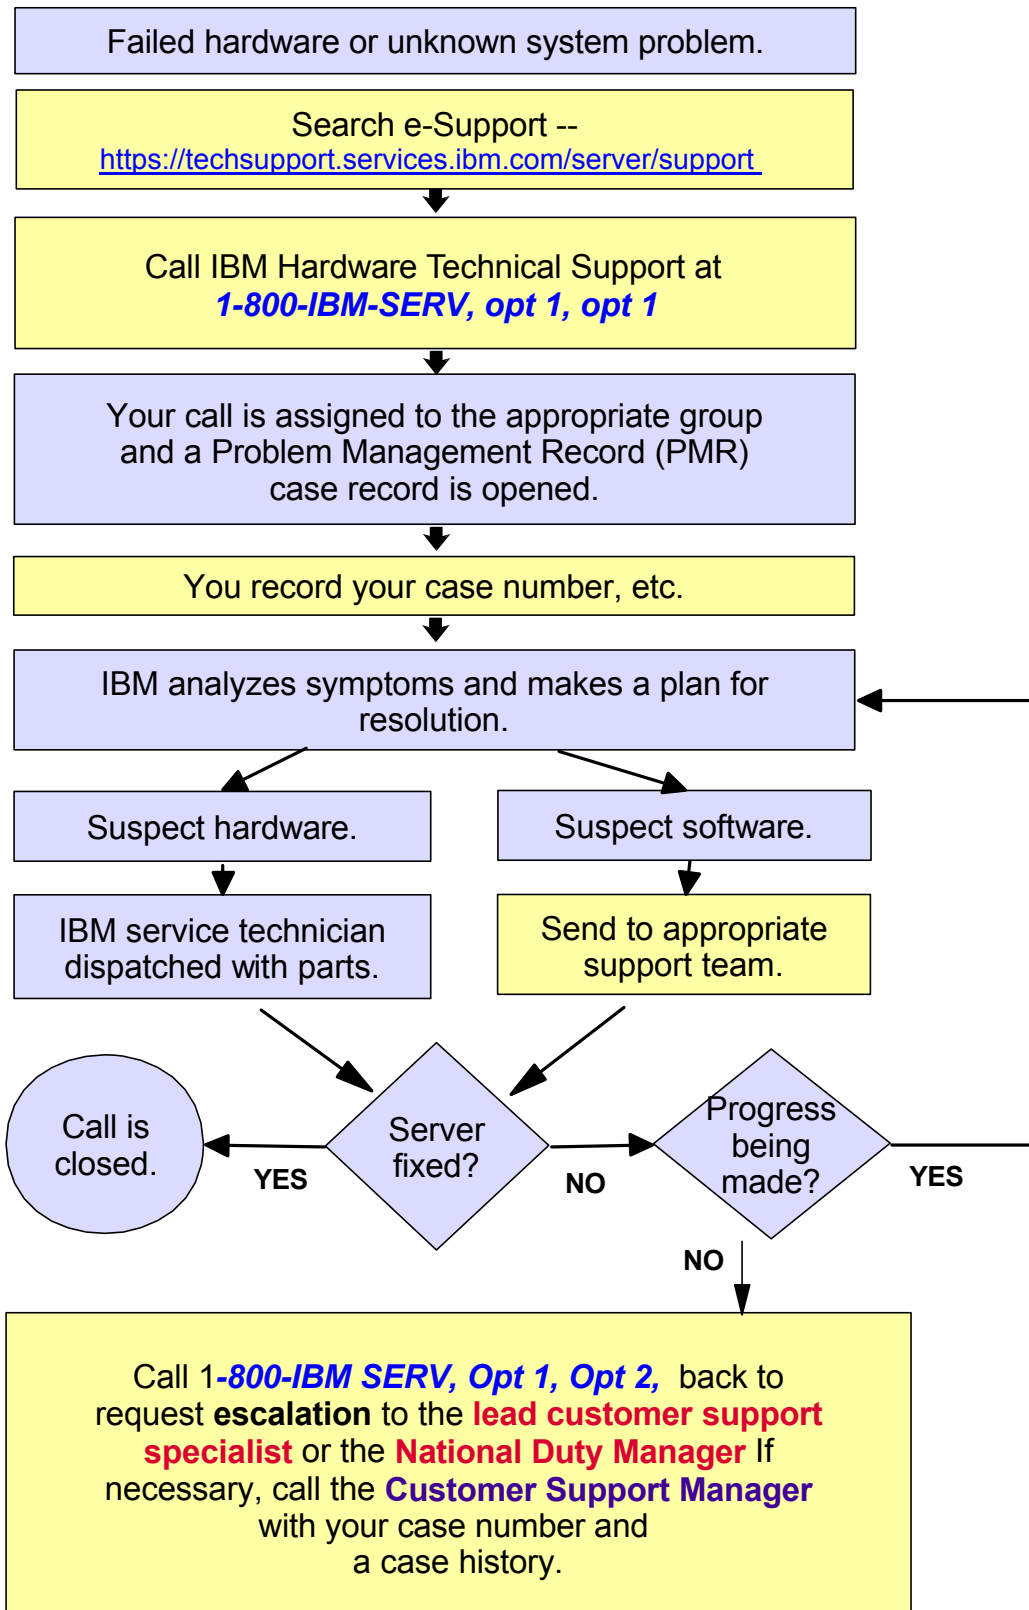 Failed hardware or unknown system problem.
Search e-Support --
https://techsupport.services.ibm.com/server/support
Call IBM Hardware Technical Support at
1-800-IBM-SERV, opt 1, opt 1
Your call is assigned to the appropriate group
and a Problem Management Record (PMR)
case record is opened.
You record your case number, etc.
IBM analyzes symptoms and makes a plan for
resolution.
Suspect hardware.
Suspect software.
IBM service technician
dispatched with parts.
Send to appropriate
support team.
Call is
closed.
YES
Server
fixed?
NO
Progress
being
made?
YES
NO
Call 1-800-IBM SERV, Opt 1, Opt 2, back to
request escalation to the lead customer support
specialist or the National Duty Manager If
necessary, call the Customer Support Manager
with your case number and
a case history.